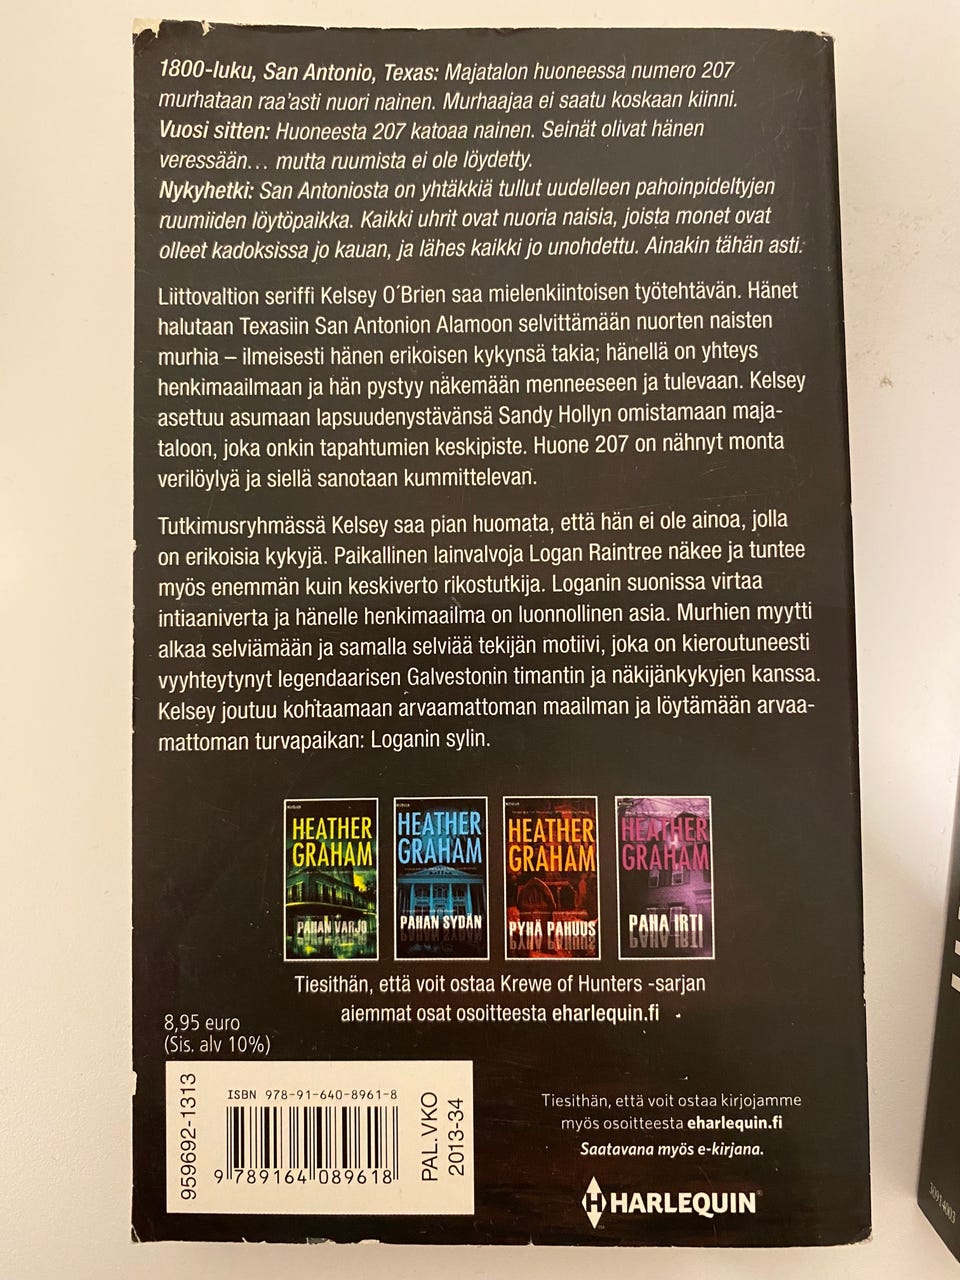 1800-luku, San Antonio, Texas: Majatalon huoneessa numero 207
murhataan raa'asti nuori nainen. Murhaajaa ei saatu koskaan kiinni.
Vuosi sitten: Huoneesta 207 katoaa nainen. Seinät olivat hänen
veressään... mutta ruumista ei ole löydetty.
Nykyhetki: San Antoniosta on yhtäkkiä tullut uudelleen pahoinpideltyjen
ruumiiden löytöpaikka. Kaikki uhrit ovat nuoria naisia, joista monet ovat
olleet kadoksissa jo kauan, ja lähes kaikki jo unohdettu. Ainakin tähän asti.
Liittovaltion seriffi Kelsey O´Brien saa mielenkiintoisen työtehtävän. Hänet
halutaan Texasiin San Antonion Alamoon selvittämään nuorten naisten
murhia – ilmeisesti hänen erikoisen kykynsä takia; hänellä on yhteys
henkimaailmaan ja hän pystyy näkemään menneeseen ja tulevaan. Kelsey
asettuu asumaan lapsuudenystävänsä Sandy Hollyn omistamaan maja-
taloon, joka onkin tapahtumien keskipiste. Huone 207 on nähnyt monta
verilöylyä ja siellä sanotaan kummittelevan.
Tutkimusryhmässä Kelsey saa pian huomata, että hän ei ole ainoa, jolla
on erikoisia kykyjä. Paikallinen lainvalvoja Logan Raintree näkee ja tuntee
myös enemmän kuin keskiverto rikostutkija. Loganin suonissa virtaa
intiaaniverta ja hänelle henkimaailma on luonnollinen asia. Murhien myytti
alkaa selviämään ja samalla selviää tekijän motiivi, joka on kieroutuneesti
vyyhteytynyt legendaarisen Galvestonin timantin ja näkijänkykyjen kanssa.
Kelsey joutuu kohtaamaan arvaamattoman maailman ja löytämään arvaa-
mattoman turvapaikan: Loganin sylin.
HEATHER
GRAHAM
PAHAN VARJO
HEATHER
GRAHAM
PAHAN SYDÄN
HEATHER
GRAHAM
PYHÄ PAHUUS
HEATHER
GRAHAM
PAHA IRTI
Tiesithän, että voit ostaa Krewe of Hunters -sarjan
aiemmat osat osoitteesta eharlequin.fi
8,95 euro
(Sis. alv 10%)
959692-1313
ISBN 978-91-640-8961-8
9 789164 089618
PAL.VKO
2013-34
Tiesithän, että voit ostaa kirjojamme
myös osoitteesta eharlequin.fi
Saatavana myös e-kirjana.
HARLEQUIN
30914003